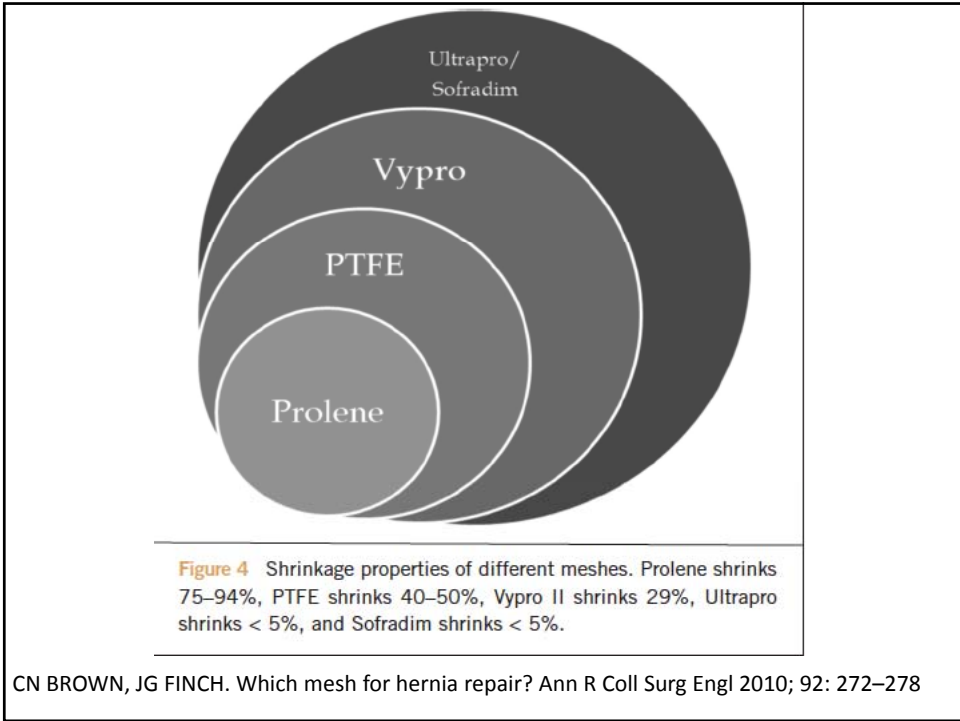 Ultrapro/
Sofradim
Vypro
PTFE
Prolene
Figure 4 Shrinkage properties of different meshes. Prolene shrinks
75–94%, PTFE shrinks 40–50%, Vypro II shrinks 29%, Ultrapro
shrinks < 5%, and Sofradim shrinks < 5%.
CN BROWN, JG FINCH. Which mesh for hernia repair? Ann R Coll Surg Engl 2010; 92: 272–278